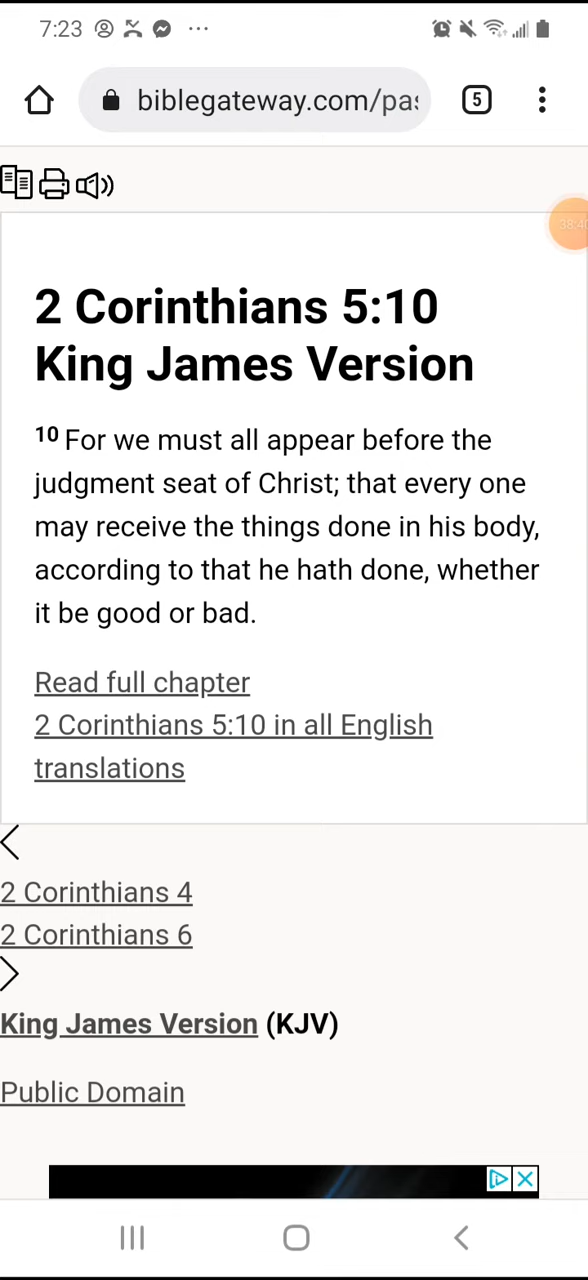 7:23
biblegateway.com/pas
5
38:4
2 Corinthians 5:10
King James Version
10 For we must all appear before the
judgment seat of Christ; that every one
may receive the things done in his body,
according to that he hath done, whether
it be good or bad.
Read full chapter
2 Corinthians 5:10 in all English
translations
2 Corinthians 4
2 Corinthians 6
King James Version (KJV)
Public Domain